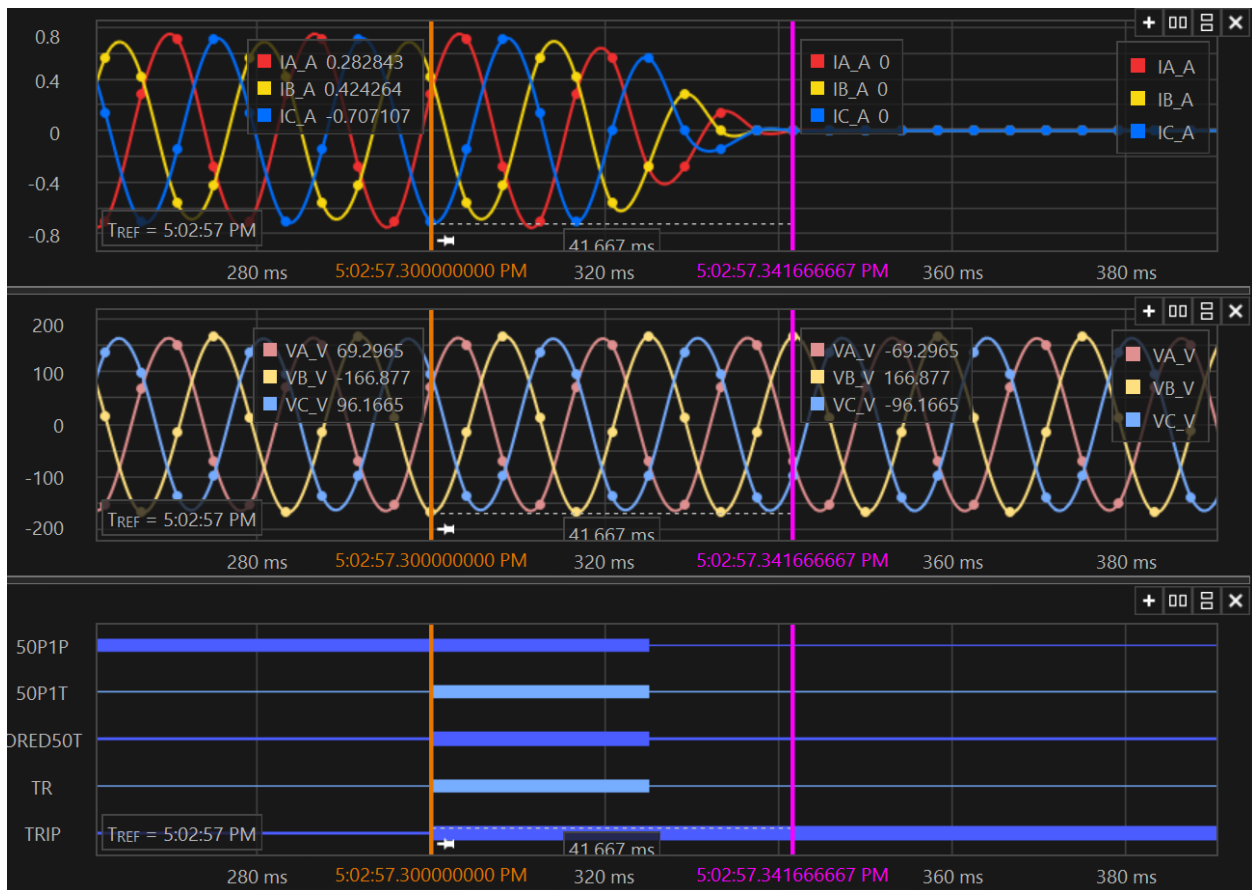 0.8
0.4
0
-0.4
-0.8
IA_A 0.282843
IB_A 0.424264
IC_A -0.707107
IA_A 0
IB_A 0
IC_A 0
IA_A
IB_A
IC_A
TREF = 5:02:57 PM
41.667 ms
280 ms 5:02:57.300000000 PM 320 ms 5:02:57.341666667 PM 360 ms 380 ms
200
100
0
-100
-200
VA_V 69.2965
VB_V -166.877
VC_V 96.1665
VA_V -69.2965
VB_V 166.877
VC_V -96.1665
VA_V
VB_V
VC_V
TREF = 5:02:57 PM
41.667 ms
280 ms 5:02:57.300000000 PM 320 ms 5:02:57.341666667 PM 360 ms 380 ms
50P1P
50P1T
ORED50T
TR
TRIP
TREF = 5:02:57 PM
41.667 ms
280 ms 5:02:57.300000000 PM 320 ms 5:02:57.341666667 PM 360 ms 380 ms